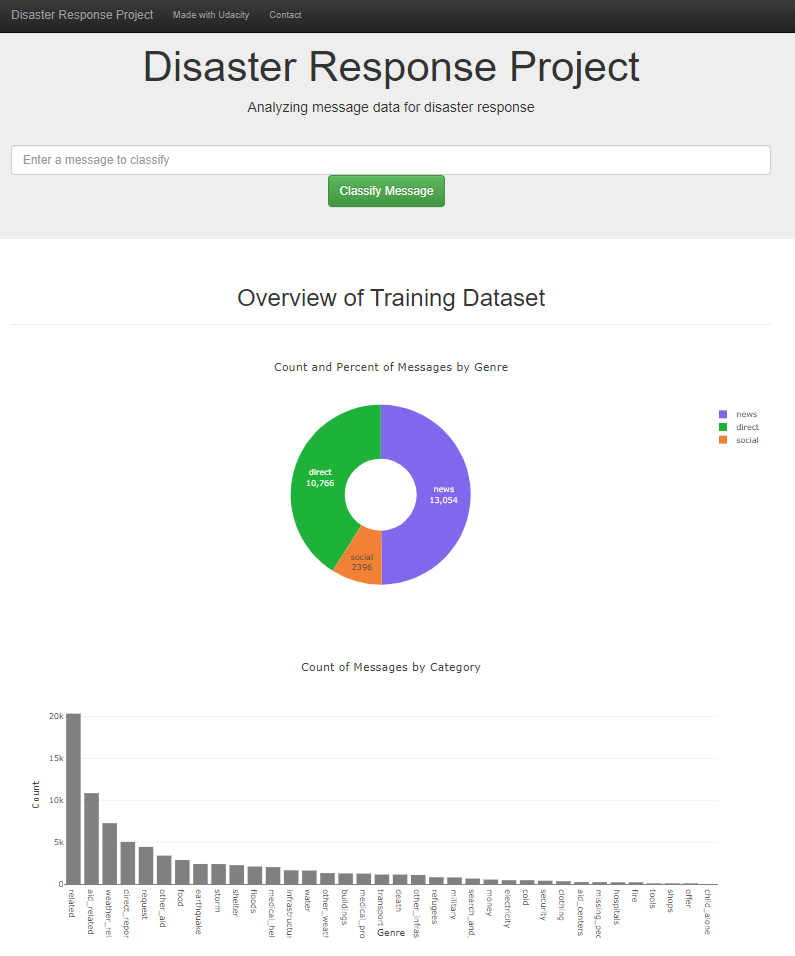 Disaster Response Project Made with Udacity Contact
Disaster Response Project
Analyzing message data for disaster response
Enter a message to classify
Classify Message
Overview of Training Dataset
Count and Percent of Messages by Genre
news
direct
social
direct
10,766
news
13,054
social
2396
Count of Messages by Category
20k
15k
10k
5k
0
Count
related
aid_related
weather_rel
direct_repor
request
other_aid
food
earthquake
storm
shelter
floods
medical_hel
infrastructur
water
other_weath
buildings
medical_pro
transport
death
other_infras
refugees
military
search_and_
money
electricity
cold
security
clothing
aid_centers
missing_peo
hospitals
fire
tools
shops
offer
child_alone
Genre